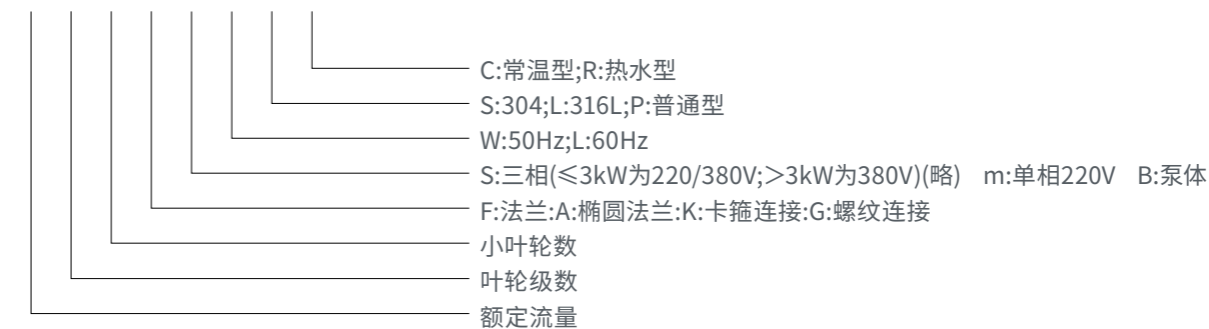 C:常温型;R:热水型
S:304;L:316L;P:普通型
W:50Hz;L:60Hz
S:三相(≤3kW为220/380V;>3kW为380V)(略) m:单相220V B:泵体
F:法兰:A:椭圆法兰:K:卡箍连接:G:螺纹连接
小叶轮数
叶轮级数
额定流量